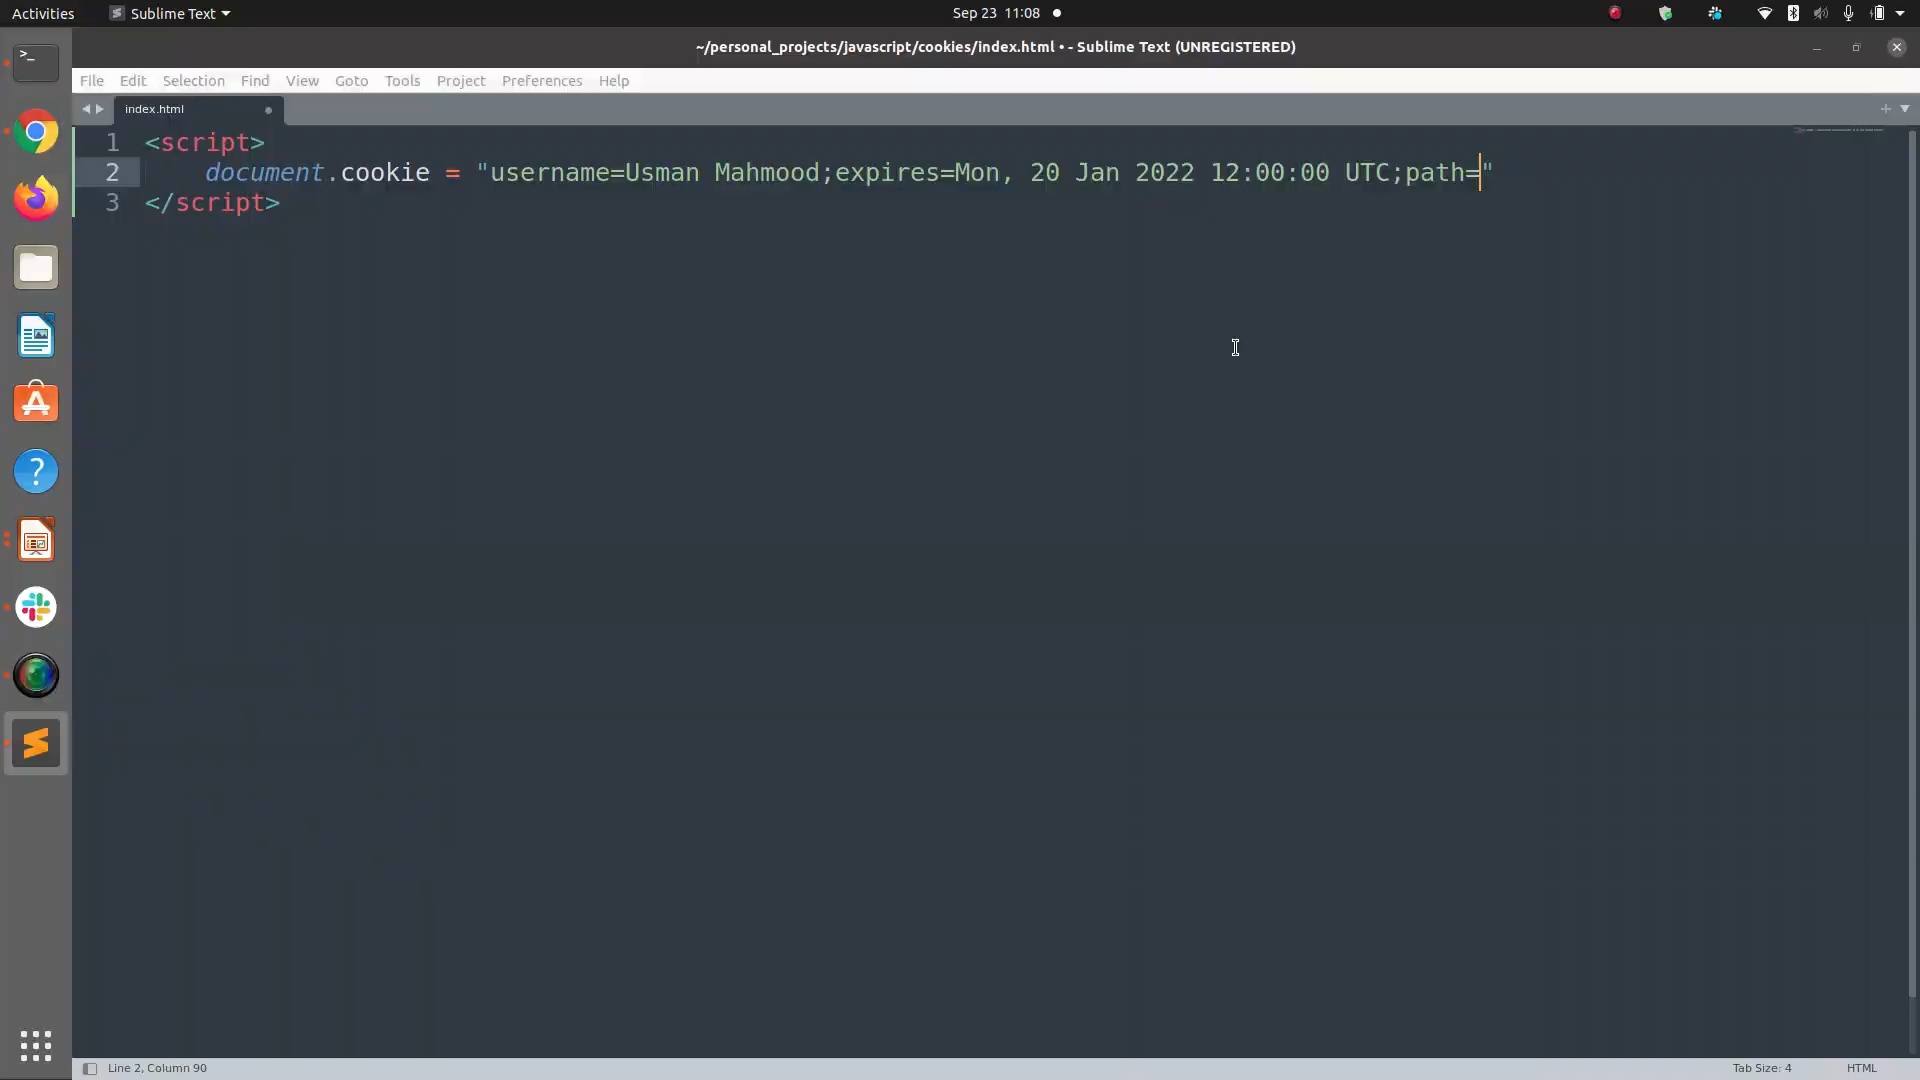 Activities Sublime Text Sep 23 11:08
~/personal_projects/javascript/cookies/index.html • - Sublime Text (UNREGISTERED)
File Edit Selection Find View Goto Tools Project Preferences Help
index.html
1 <script>
2 document.cookie = "username=Usman Mahmood;expires=Mon, 20 Jan 2022 12:00:00 UTC;path="
3 </script>
Line 2, Column 90 Tab Size: 4 HTML